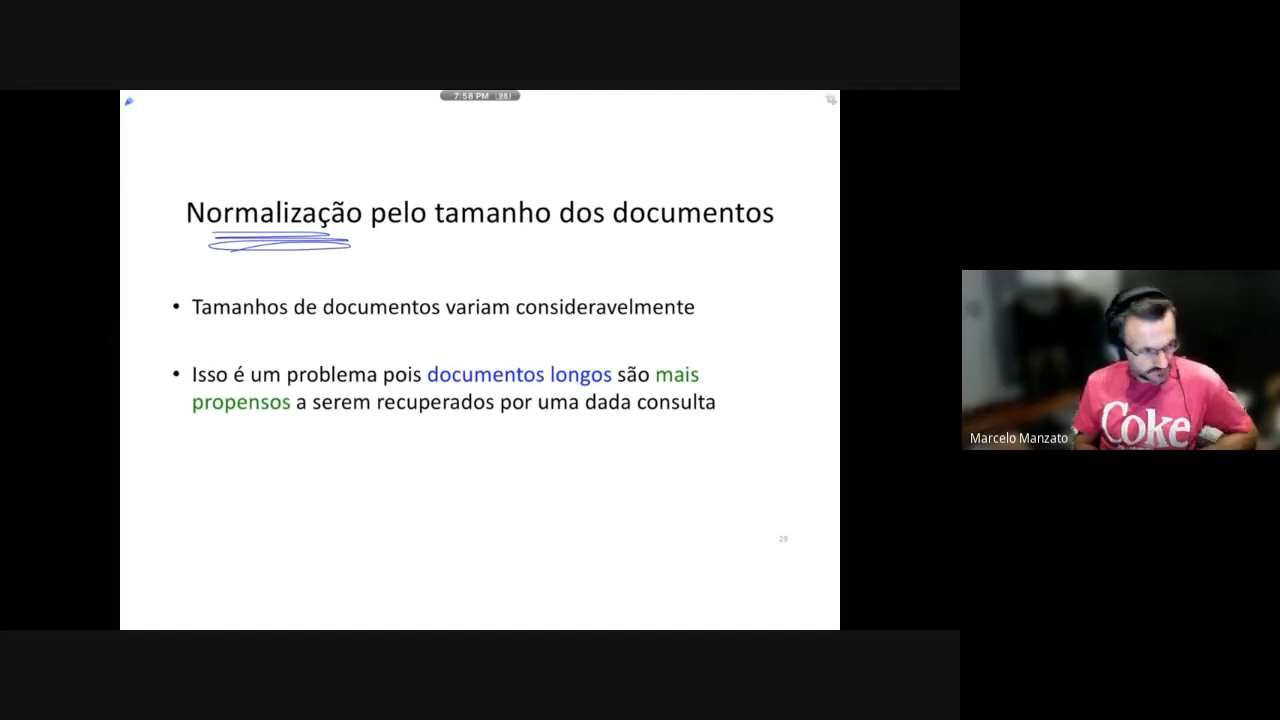 7:58 PM
Normalização pelo tamanho dos documentos
• Tamanhos de documentos variam consideravelmente
• Isso é um problema pois documentos longos são mais
propensos a serem recuperados por uma dada consulta
29
Coke
Marcelo Manzato